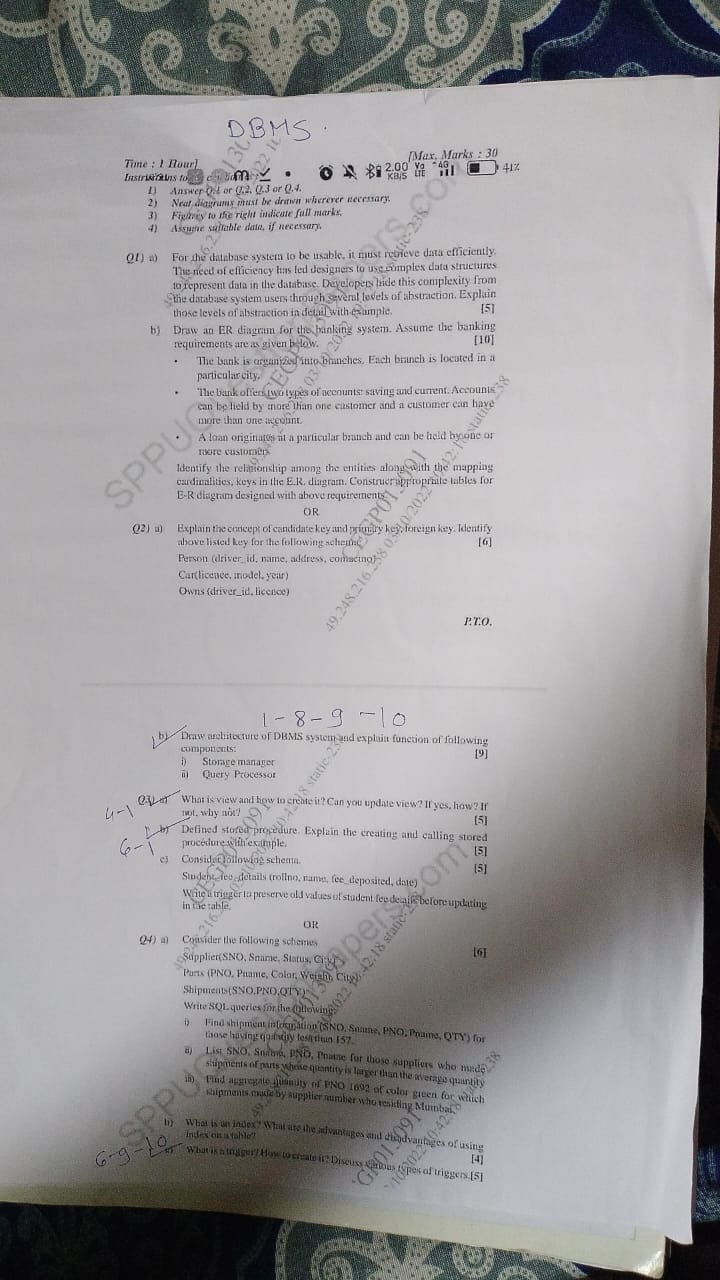 DBMS.
Time : 1 Hour]
[Max. Marks : 30
2.00 KB/S Vo LTE 4G 41%
1) Answer Q.1 or Q.2, Q.3 or Q.4.
2) Neat diagrams must be drawn wherever necessary.
3) Figures to the right indicate full marks.
4) Assume suitable data, if necessary.
Q1) a) For the database system to be usable, it must retrieve data efficiently.
The need of efficiency has led designers to use complex data structures
to represent data in the database. Developers hide this complexity from
the database system users through several levels of abstraction. Explain
those levels of abstraction in detail with example. [5]
b) Draw an ER diagram for the banking system. Assume the banking
requirements are as given below. [10]
• The bank is organized into branches. Each branch is located in a
particular city.
• The bank offers two types of accounts: saving and current. Accounts
can be held by more than one customer and a customer can have
more than one account.
• A loan originates at a particular branch and can be held by one or
more customers
Identify the relationship among the entities along with the mapping
cardinalities, keys in the E.R. diagram. Construct appropriate tables for
E-R diagram designed with above requirements.
OR
Q2) a) Explain the concept of candidate key and primary key, foreign key. Identify
above listed key for the following schema. [6]
Person (driver_id, name, address, contactno)
Car(licence, model, year)
Owns (driver_id, licence)
P.T.O.
1-8-9-10
b) Draw architecture of DBMS system and explain function of following
components: [9]
i) Storage manager
ii) Query Processor
4-1 Q3) a) What is view and how to create it? Can you update view? If yes, how? If
not, why not? [5]
6-1 b) Defined stored procedure. Explain the creating and calling stored
procedure with example. [5]
c) Consider following schema. [5]
Student_fee_details (rollno, name, fee_deposited, date)
Write a trigger to preserve old values of student fee details before updating
in the table.
OR
Q4) a) Consider the following schemes [6]
Supplier(SNO, Sname, Status, City)
Parts (PNO, Pname, Color, Weight, City)
Shipments(SNO,PNO,QTY)
Write SQL queries for the following:
i) Find shipment information (SNO, Sname, PNO, Pname, QTY) for
those having quantity less than 157.
ii) List SNO, Sname, PNO, Pname for those suppliers who made
shipments of parts whose quantity is larger than the average quantity
iii) Find aggregate quantity of PNO 1692 of color green for which
shipments made by supplier number who residing Mumbai.
b) What is an index? What are the advantages and disadvantages of using
index on a table? [4]
6-9-10 c) What is a trigger? How to create it? Discuss various types of triggers.[5]